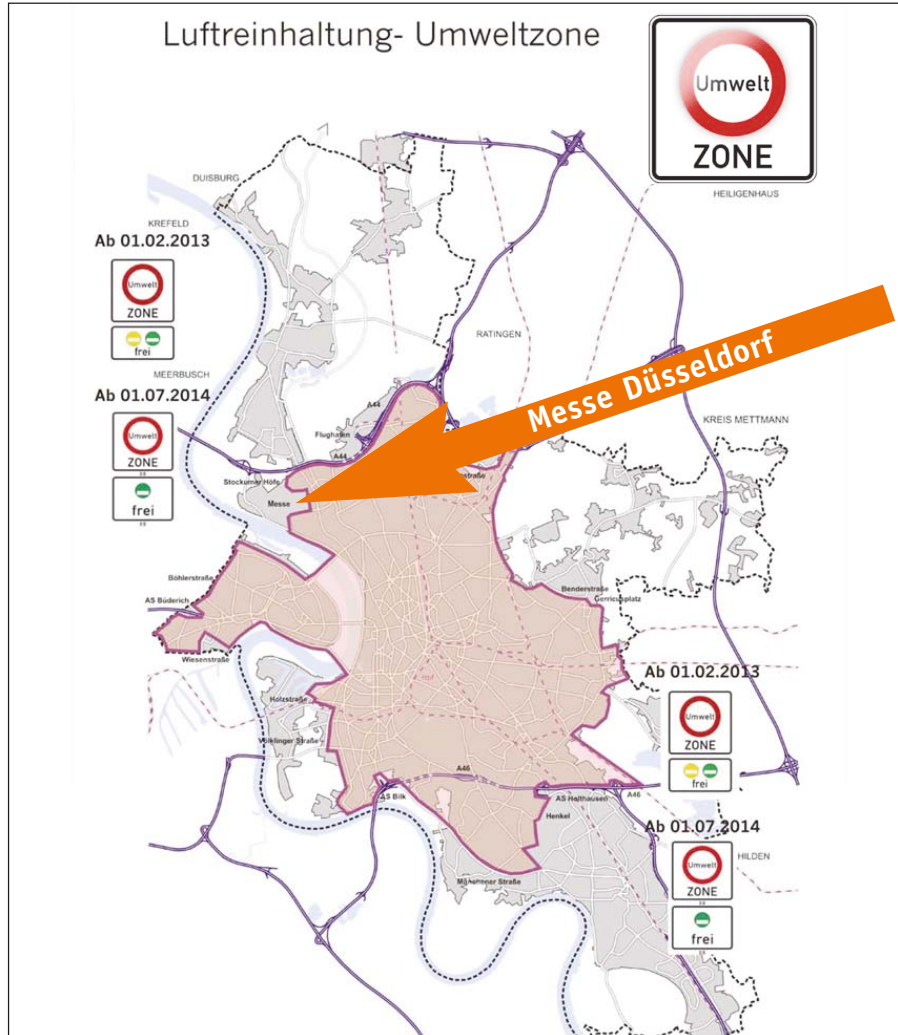 Luftreinhaltung- Umweltzone
Umwelt
ZONE
HEILIGENHAUS
DUISBURG
KREFELD
Ab 01.02.2013
Umwelt
ZONE
frei
MEERBUSCH
Ab 01.07.2014
Umwelt
ZONE
frei
RATINGEN
Messe Düsseldorf
KREIS METTMANN
A44
Flughafen
A44
Stockumer Höfe
Messe
Böhlerstraße
AS Büderich
Wiesenstraße
Benderstraße
Gerricusplatz
Hbf
Holzstraße
Völklinger Straße
Ab 01.02.2013
Umwelt
ZONE
frei
A46
AS Bilk
AS Holthausen
A46
Henkel
Ab 01.07.2014
HILDEN
Umwelt
ZONE
frei
Münchener Straße